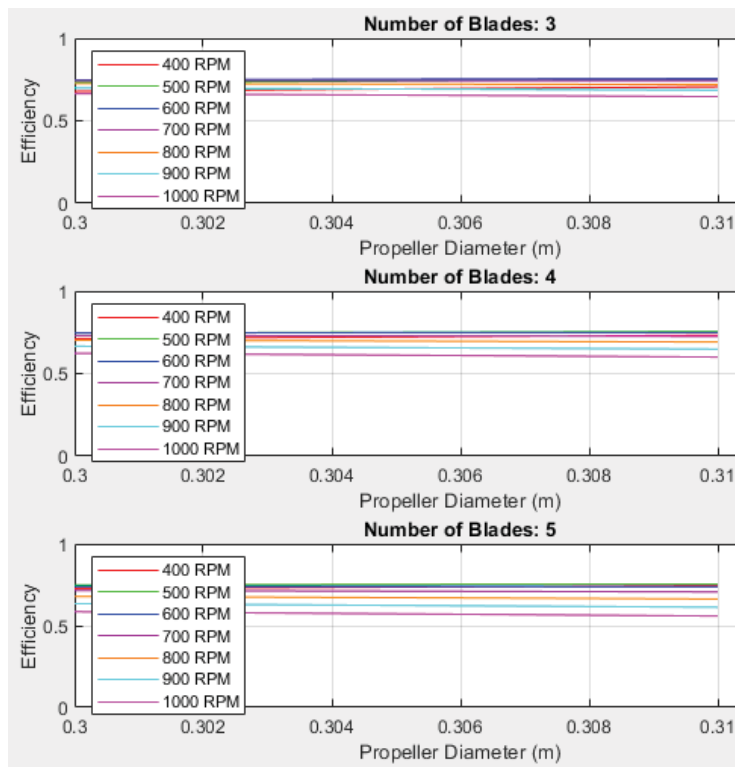 Number of Blades: 3
1
0.5
0
Efficiency
400 RPM
500 RPM
600 RPM
700 RPM
800 RPM
900 RPM
1000 RPM
0.3 0.302 0.304 0.306 0.308 0.31
Propeller Diameter (m)
Number of Blades: 4
1
0.5
0
Efficiency
400 RPM
500 RPM
600 RPM
700 RPM
800 RPM
900 RPM
1000 RPM
0.3 0.302 0.304 0.306 0.308 0.31
Propeller Diameter (m)
Number of Blades: 5
1
0.5
0
Efficiency
400 RPM
500 RPM
600 RPM
700 RPM
800 RPM
900 RPM
1000 RPM
0.3 0.302 0.304 0.306 0.308 0.31
Propeller Diameter (m)